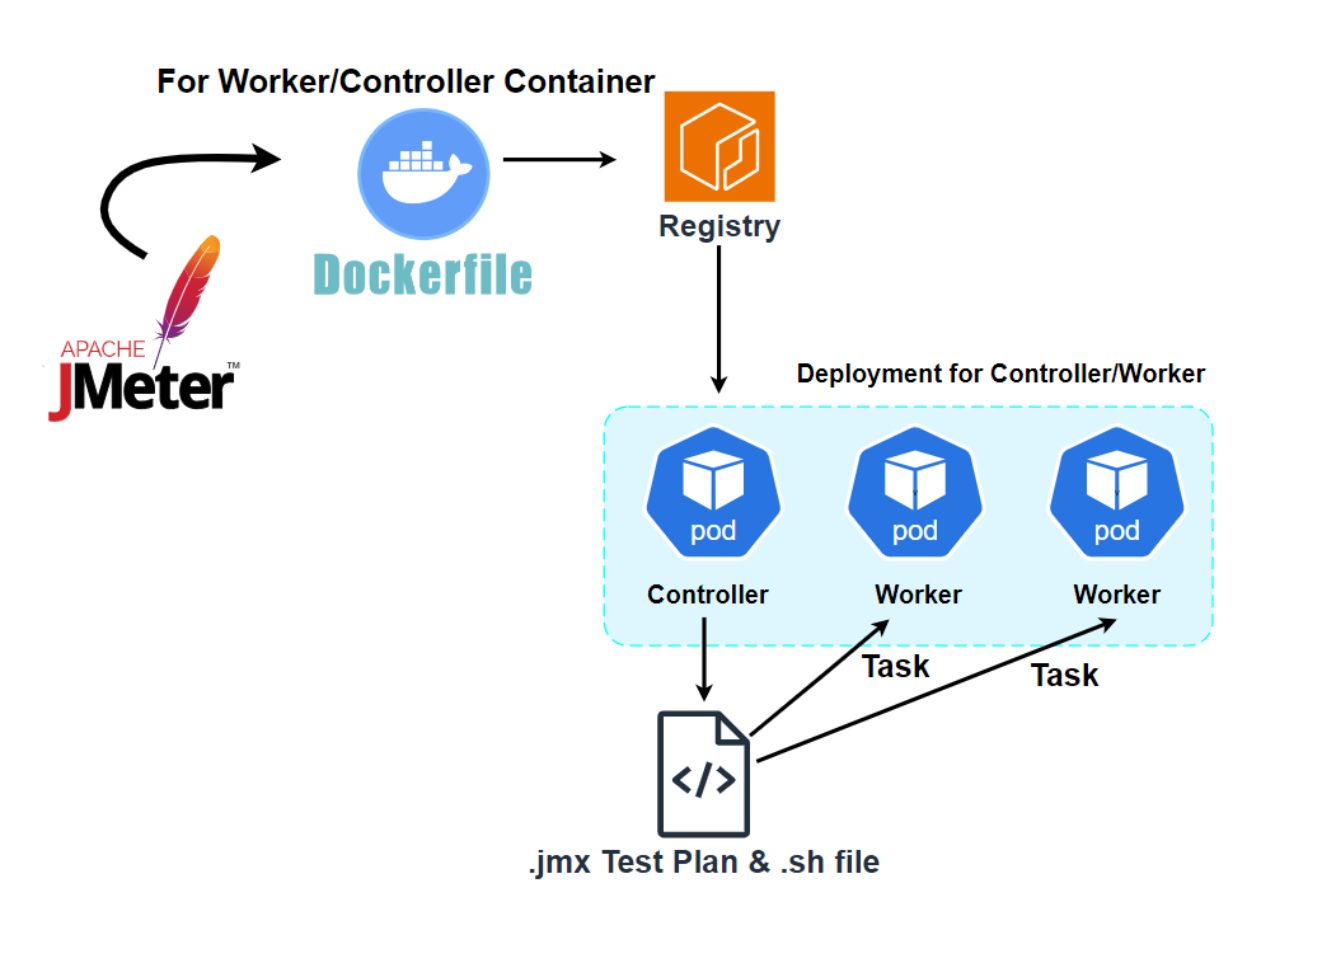 For Worker/Controller Container
Dockerfile
Registry
APACHE
JMeter™
Deployment for Controller/Worker
pod
pod
pod
Controller
Worker
Worker
Task
Task
</>
.jmx Test Plan & .sh file